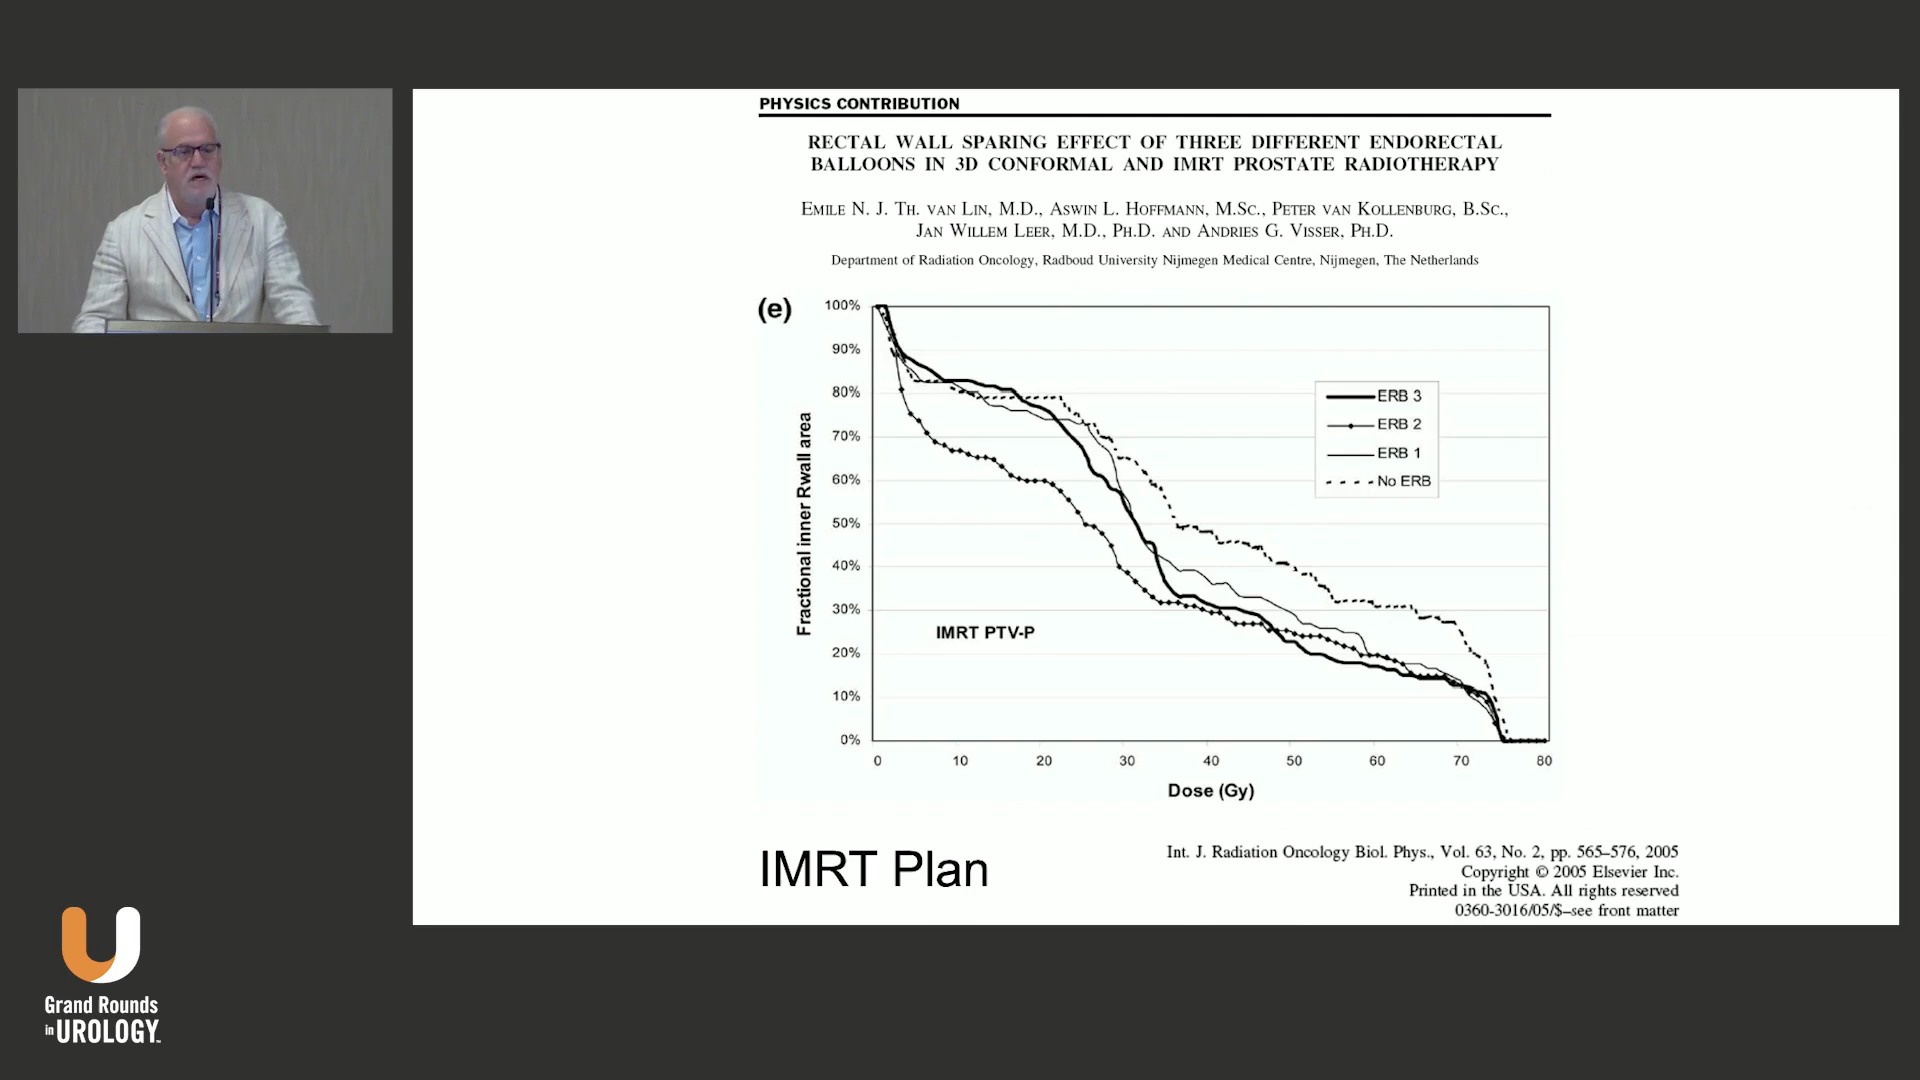 PHYSICS CONTRIBUTION
RECTAL WALL SPARING EFFECT OF THREE DIFFERENT ENDORECTAL
BALLOONS IN 3D CONFORMAL AND IMRT PROSTATE RADIOTHERAPY
EMILE N. J. TH. VAN LIN, M.D., ASWIN L. HOFFMANN, M.SC., PETER VAN KOLLENBURG, B.SC.,
JAN WILLEM LEER, M.D., PH.D. AND ANDRIES G. VISSER, PH.D.
Department of Radiation Oncology, Radboud University Nijmegen Medical Centre, Nijmegen, The Netherlands
(e)
100%
90%
80%
70%
60%
50%
40%
30%
20%
10%
0%
Fractional inner Rwall area
ERB 3
ERB 2
ERB 1
No ERB
IMRT PTV-P
0 10 20 30 40 50 60 70 80
Dose (Gy)
IMRT Plan
Int. J. Radiation Oncology Biol. Phys., Vol. 63, No. 2, pp. 565–576, 2005
Copyright © 2005 Elsevier Inc.
Printed in the USA. All rights reserved
0360-3016/05/$–see front matter
U
Grand Rounds
in UROLOGY™